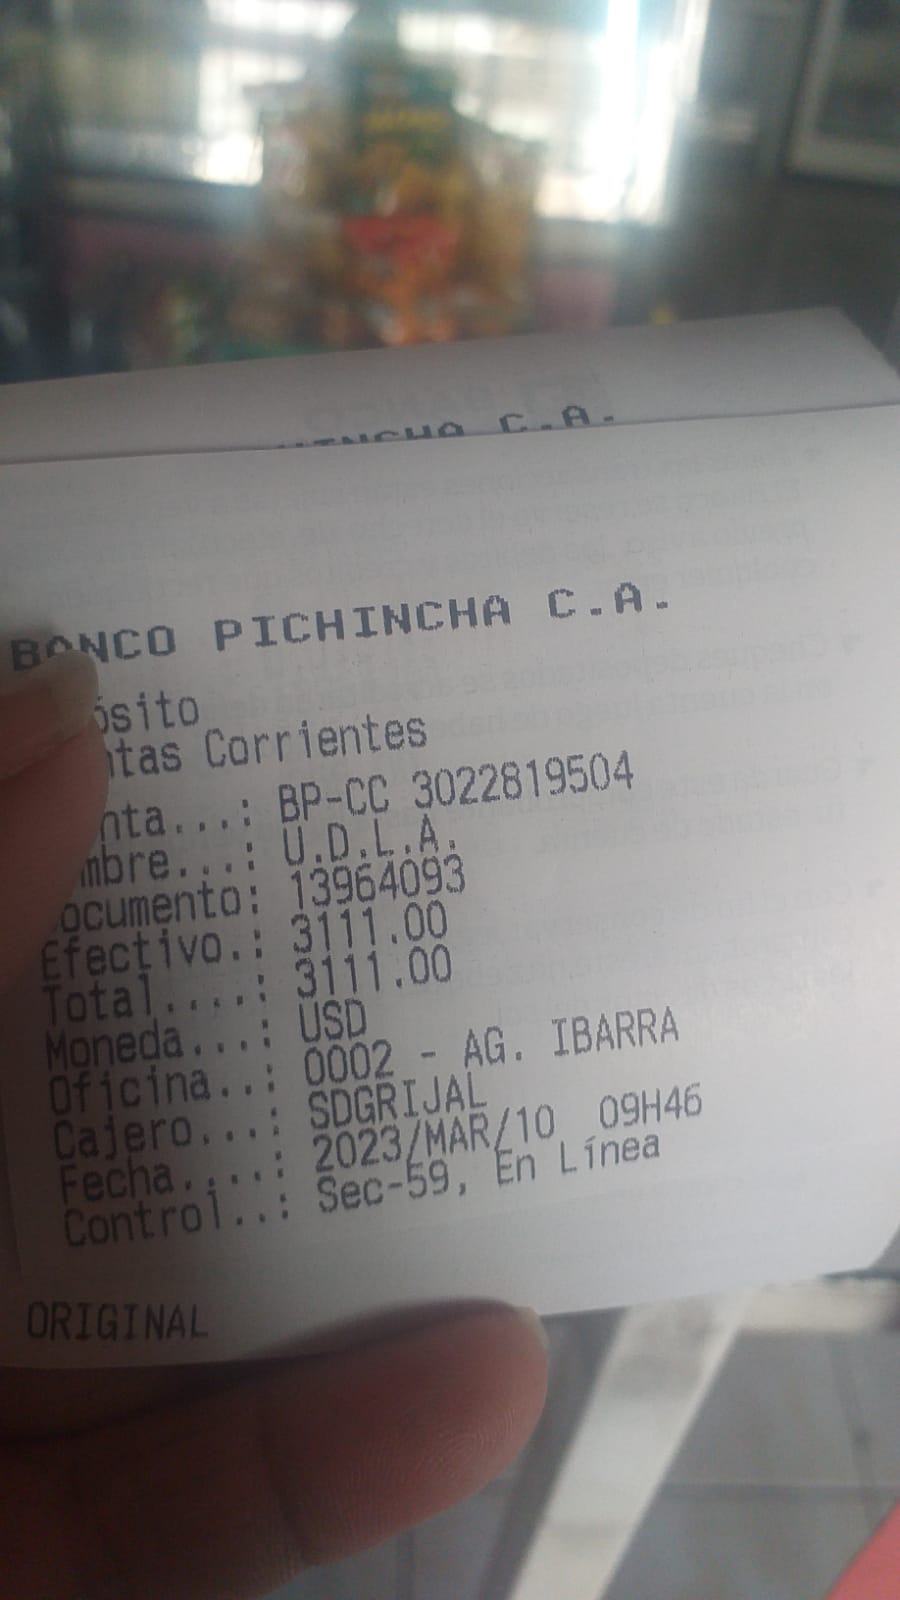 C.A.
BANCO PICHINCHA C.A.
ósito
ntas Corrientes
nta...: BP-CC 3022819504
mbre...: U.D.L.A.
ocumento: 13964093
Efectivo.: 3111.00
Total.....: 3111.00
Moneda...: USD
Oficina..: 0002 - AG. IBARRA
Cajero...: SDGRIJAL
Fecha.....: 2023/MAR/10 09H46
Control..: Sec-59, En Línea
ORIGINAL